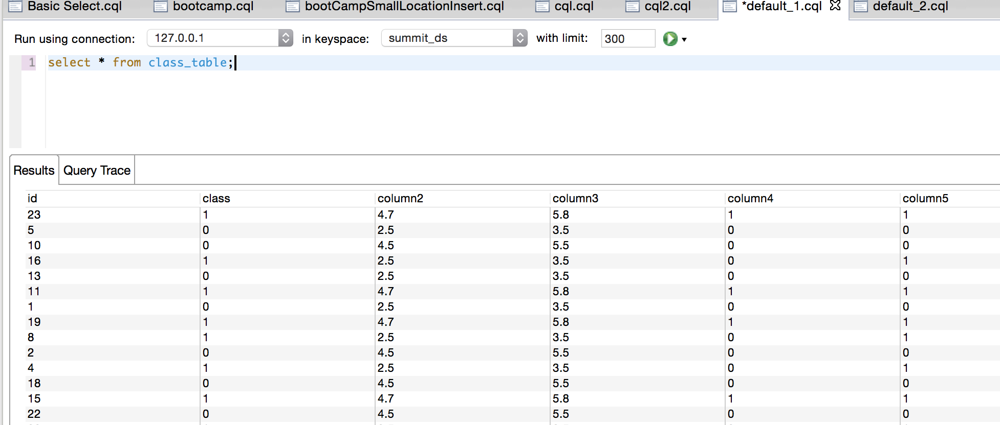 Basic Select.cql bootcamp.cql bootCampSmallLocationInsert.cql cql.cql cql2.cql *default_1.cql default_2.cql
Run using connection: 127.0.0.1 in keyspace: summit_ds with limit: 300
1 select * from class_table;
Results Query Trace
id class column2 column3 column4 column5
23 1 4.7 5.8 1 1
5 0 2.5 3.5 0 0
10 0 4.5 5.5 0 0
16 1 2.5 3.5 0 1
13 0 2.5 3.5 0 0
11 1 4.7 5.8 1 1
1 0 2.5 3.5 0 0
19 1 4.7 5.8 1 1
8 1 2.5 3.5 0 1
2 0 4.5 5.5 0 0
4 1 2.5 3.5 0 1
18 0 4.5 5.5 0 0
15 1 4.7 5.8 1 1
22 0 4.5 5.5 0 0